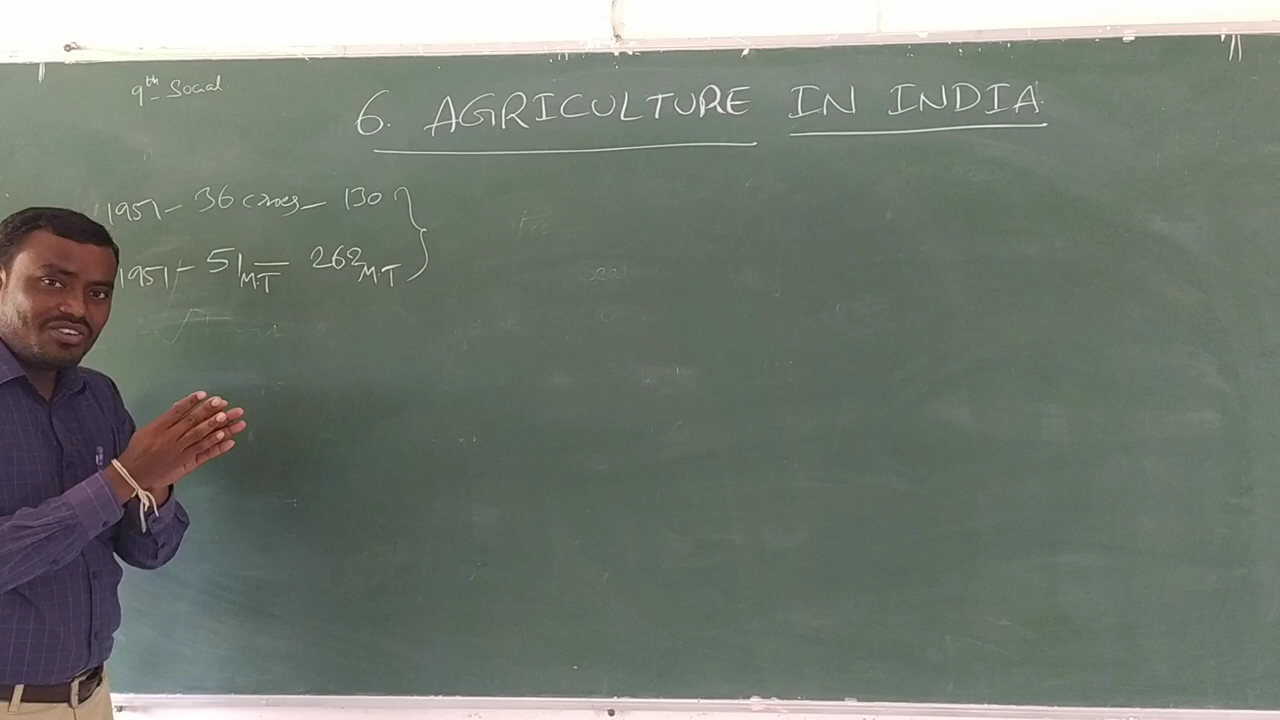 9th Social
6. AGRICULTURE IN INDIA
1951 - 36 crores - 130
1951 - 51 M.T - 262 M.T